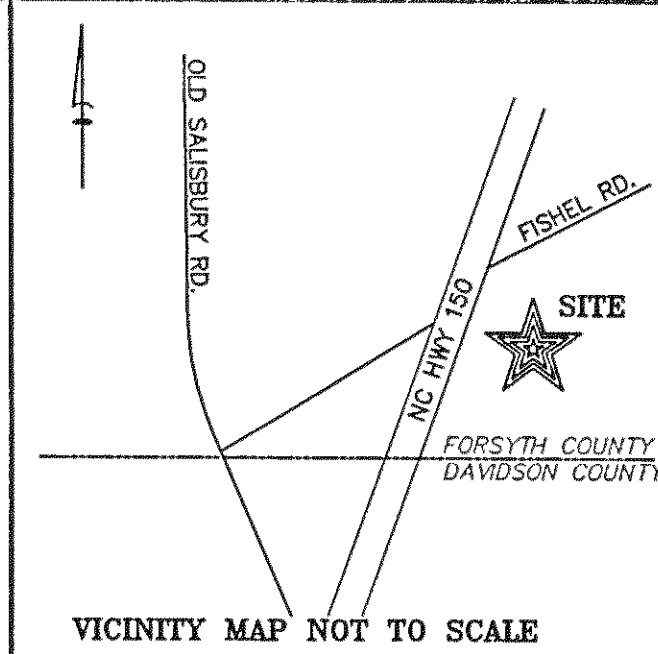 OLD SALISBURY RD.
FISHEL RD.
SITE
NC HWY 150
FORSYTH COUNTY
DAVIDSON COUNTY
VICINITY MAP NOT TO SCALE